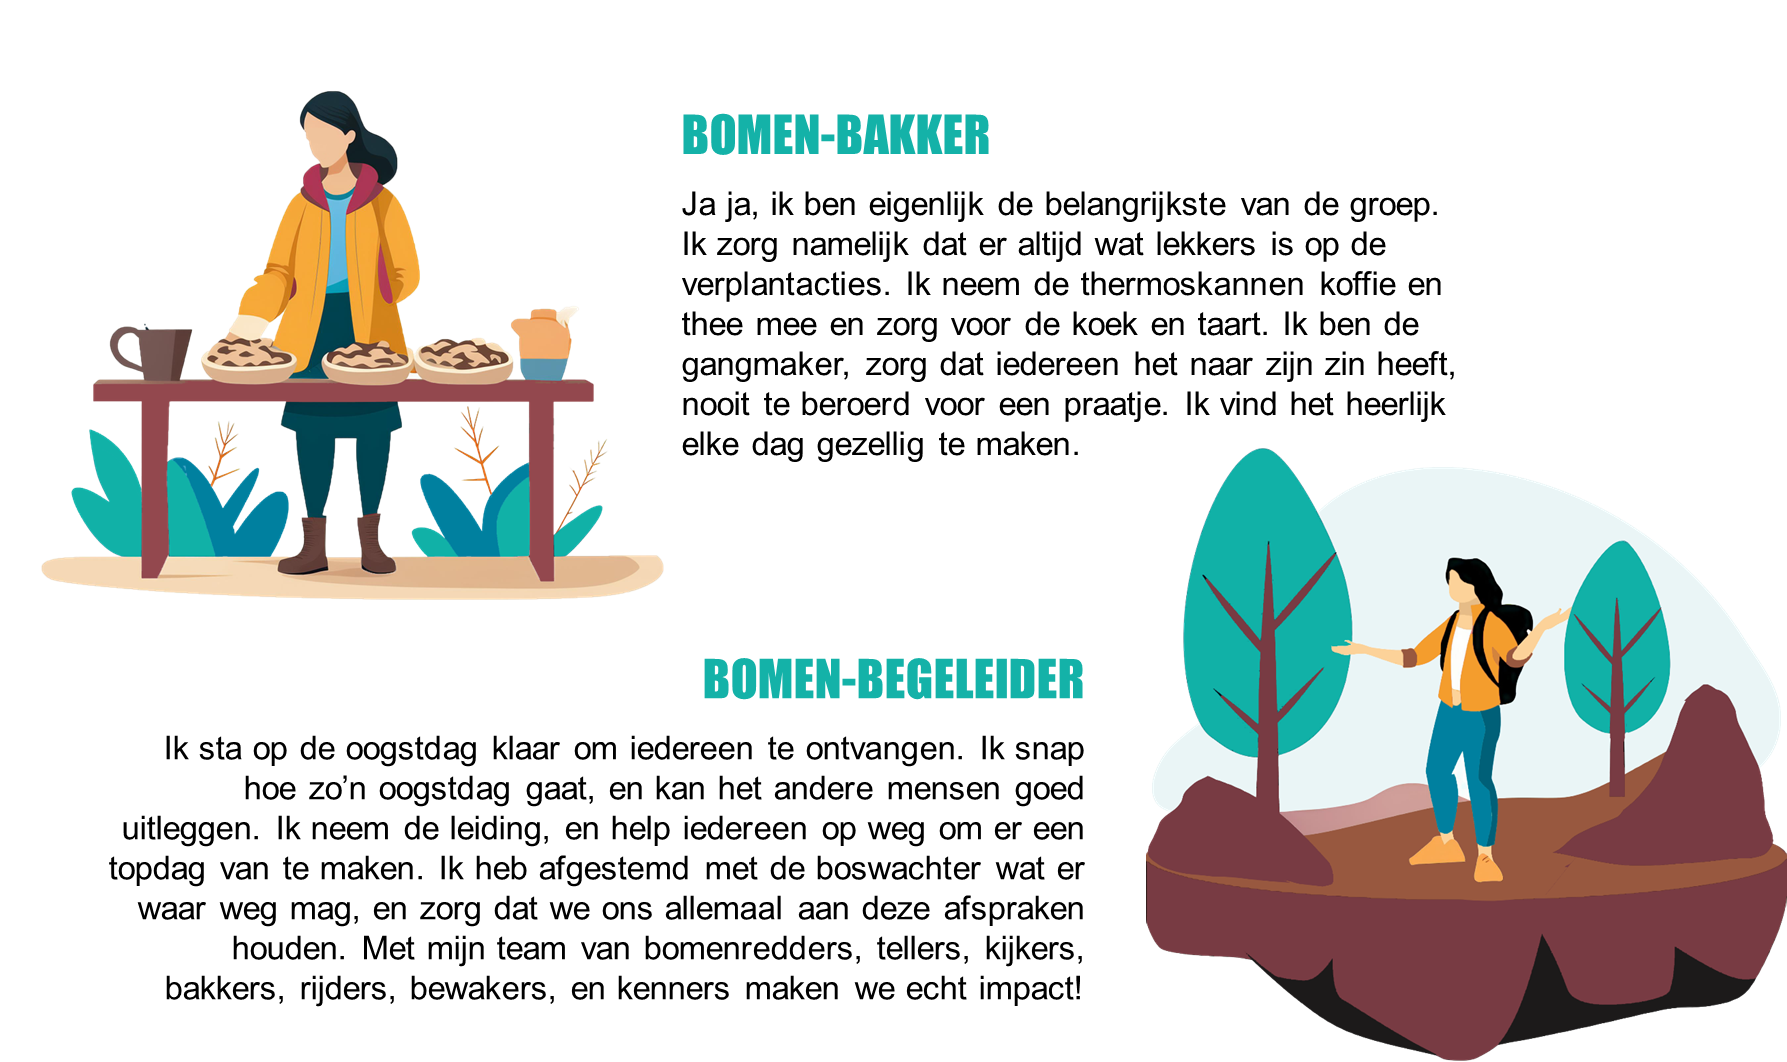 BOMEN-BAKKER
Ja ja, ik ben eigenlijk de belangrijkste van de groep.
Ik zorg namelijk dat er altijd wat lekkers is op de
verplantacties. Ik neem de thermoskannen koffie en
thee mee en zorg voor de koek en taart. Ik ben de
gangmaker, zorg dat iedereen het naar zijn zin heeft,
nooit te beroerd voor een praatje. Ik vind het heerlijk
elke dag gezellig te maken.
BOMEN-BEGELEIDER
Ik sta op de oogstdag klaar om iedereen te ontvangen. Ik snap
hoe zo’n oogstdag gaat, en kan het andere mensen goed
uitleggen. Ik neem de leiding, en help iedereen op weg om er een
topdag van te maken. Ik heb afgestemd met de boswachter wat er
waar weg mag, en zorg dat we ons allemaal aan deze afspraken
houden. Met mijn team van bomenredders, tellers, kijkers,
bakkers, rijders, bewakers, en kenners maken we echt impact!